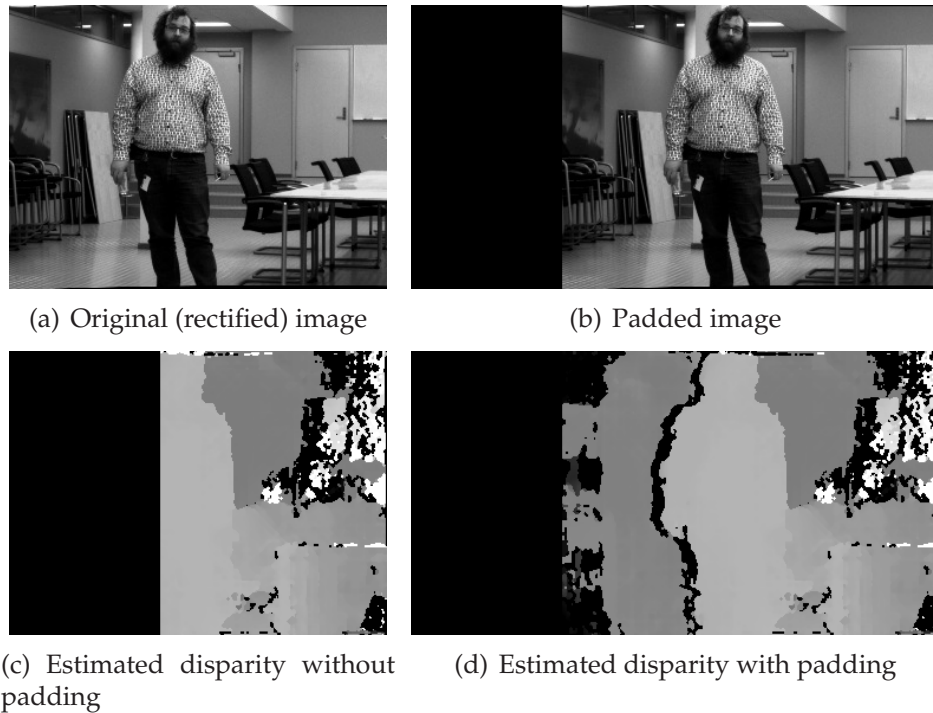 (a) Original (rectified) image
(b) Padded image
(c) Estimated disparity without
padding
(d) Estimated disparity with padding